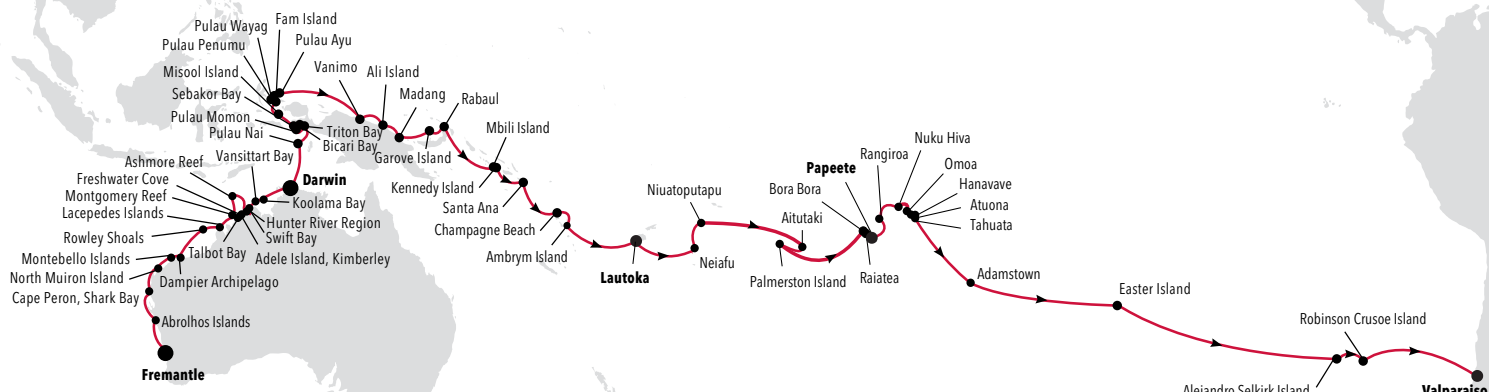 Fam Island
Pulau Wayag
Pulau Ayu
Pulau Penumu
Vanimo
Ali Island
Misool Island
Sebakor Bay
Madang
Rabaul
Pulau Momon
Triton Bay
Mbili Island
Pulau Nai
Bicari Bay
Garove Island
Vansittart Bay
Ashmore Reef
Nuku Hiva
Rangiroa
Omoa
Papeete
Freshwater Cove
Darwin
Kennedy Island
Hanavave
Niuatoputapu
Bora Bora
Montgomery Reef
Koolama Bay
Santa Ana
Atuona
Lacepedes Islands
Hunter River Region
Aitutaki
Tahuata
Rowley Shoals
Swift Bay
Champagne Beach
Talbot Bay
Montebello Islands
Adele Island, Kimberley
Ambrym Island
Neiafu
North Muiron Island
Dampier Archipelago
Lautoka
Palmerston Island
Raiatea
Adamstown
Cape Peron, Shark Bay
Easter Island
Abrolhos Islands
Robinson Crusoe Island
Fremantle
Alejandro Selkirk Island
Valparaiso